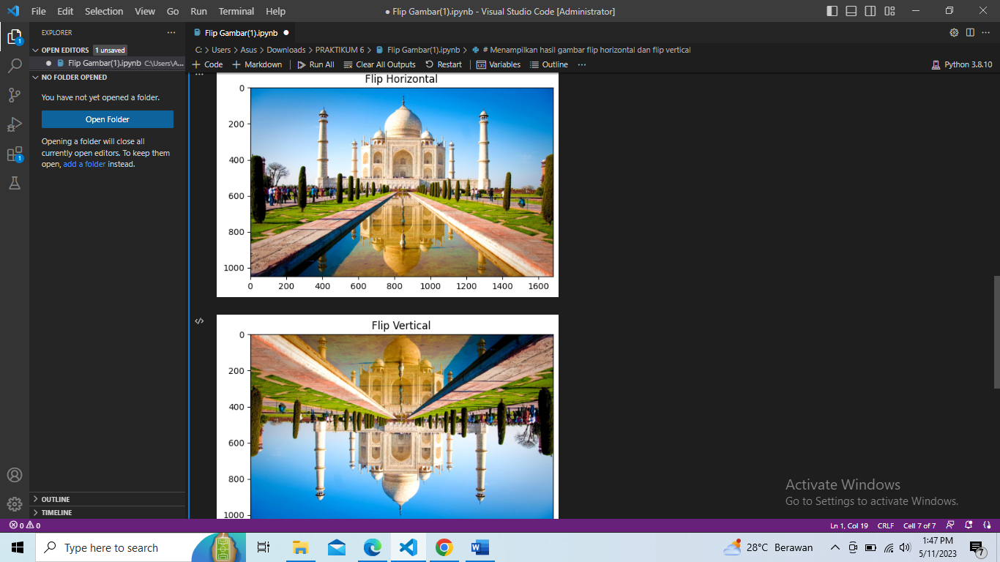 File Edit Selection View Go Run Terminal Help
● Flip Gambar(1).ipynb - Visual Studio Code [Administrator]
EXPLORER
OPEN EDITORS 1 unsaved
Flip Gambar(1).ipynb C:\Users\A...
NO FOLDER OPENED
You have not yet opened a folder.
Open Folder
Opening a folder will close all
currently open editors. To keep them
open, add a folder instead.
OUTLINE
TIMELINE
Flip Gambar(1).ipynb
C: > Users > Asus > Downloads > PRAKTIKUM 6 > Flip Gambar(1).ipynb > # Menampilkan hasil gambar flip horizontal dan flip vertical
+ Code + Markdown Run All Clear All Outputs Restart Variables Outline ...
Python 3.8.10
Flip Horizontal
0
200
400
600
800
1000
0 200 400 600 800 1000 1200 1400 1600
Flip Vertical
0
200
400
600
800
1000
Activate Windows
Go to Settings to activate Windows.
0 0
Ln 1, Col 19 CRLF Cell 7 of 7
Type here to search
28°C Berawan
1:47 PM
5/11/2023
7
1
1